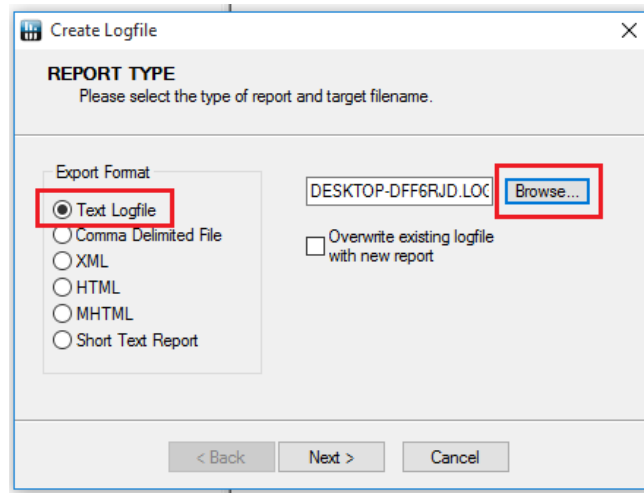 Create Logfile
REPORT TYPE
Please select the type of report and target filename.
Export Format
Text Logfile
Comma Delimited File
XML
HTML
MHTML
Short Text Report
DESKTOP-DFF6RJD.LOG
Browse...
Overwrite existing logfile
with new report
< Back
Next >
Cancel